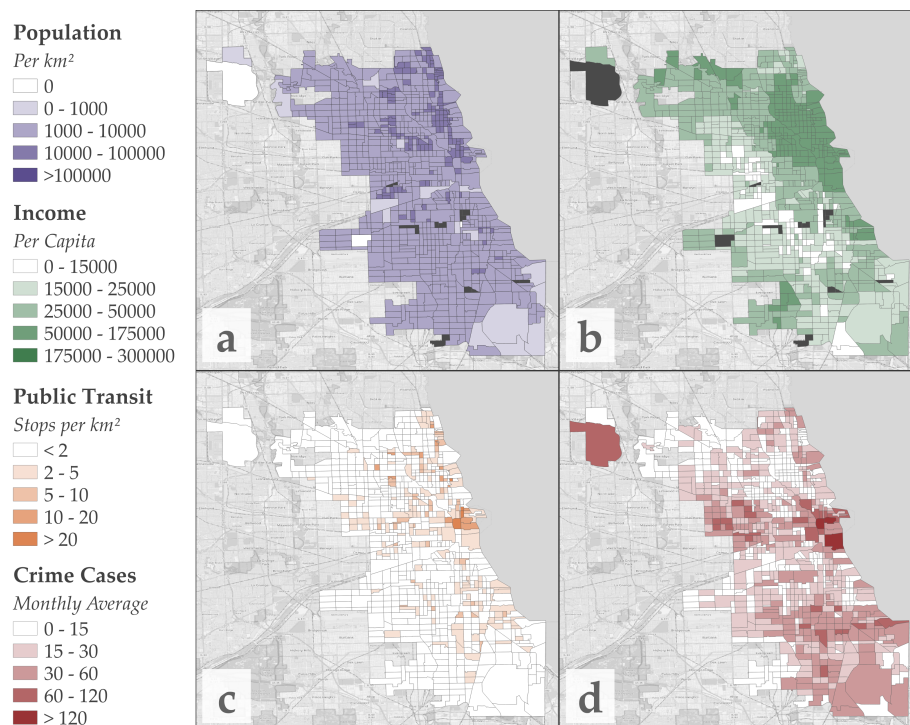 Population
Per km²
0
0 - 1000
1000 - 10000
10000 - 100000
>100000
Income
Per Capita
0 - 15000
15000 - 25000
25000 - 50000
50000 - 175000
175000 - 300000
Public Transit
Stops per km²
< 2
2 - 5
5 - 10
10 - 20
> 20
Crime Cases
Monthly Average
0 - 15
15 - 30
30 - 60
60 - 120
> 120
a
b
c
d